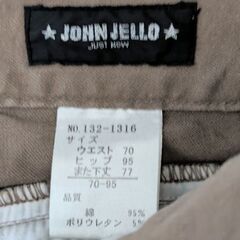 ★ JOHN JELLO ★
JUST NOW
NO.132-1316
サイズ
ウエスト 70
ヒップ 95
また下丈 77
70-95
品質
綿 95%
ポリウレタン 5%